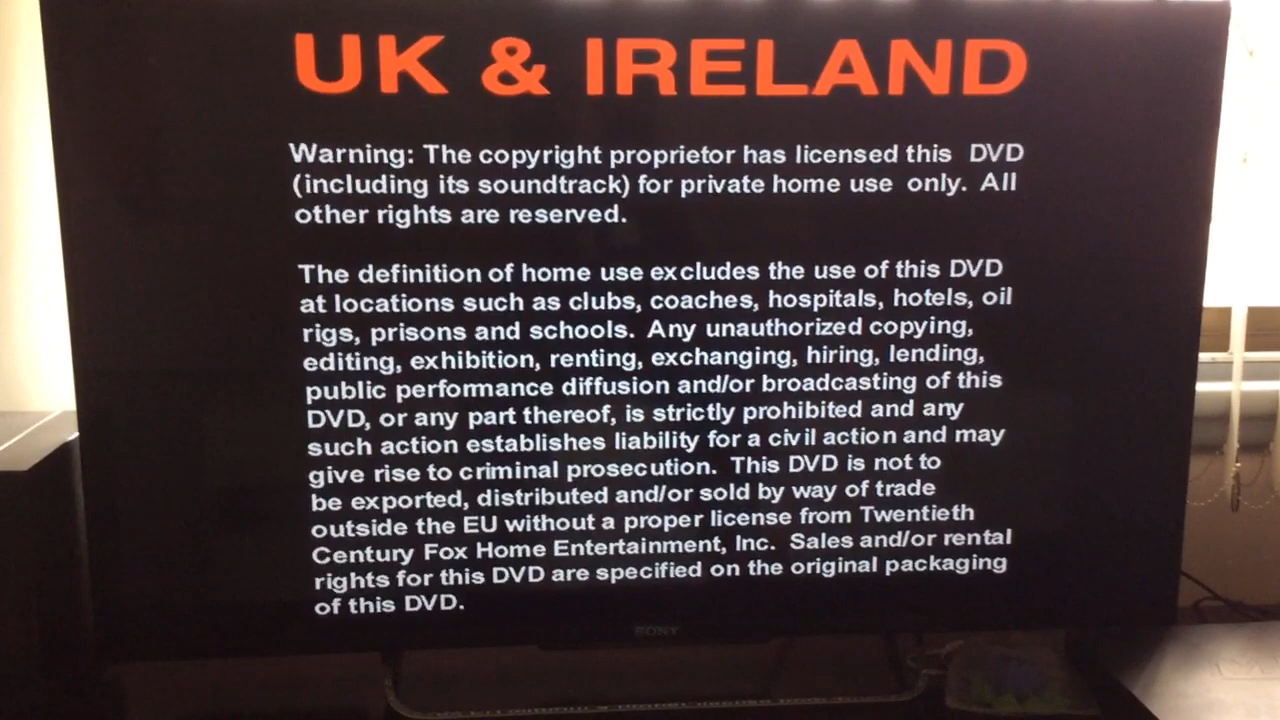 UK & IRELAND
Warning: The copyright proprietor has licensed this DVD
(including its soundtrack) for private home use only. All
other rights are reserved.
The definition of home use excludes the use of this DVD
at locations such as clubs, coaches, hospitals, hotels, oil
rigs, prisons and schools. Any unauthorized copying,
editing, exhibition, renting, exchanging, hiring, lending,
public performance diffusion and/or broadcasting of this
DVD, or any part thereof, is strictly prohibited and any
such action establishes liability for a civil action and may
give rise to criminal prosecution. This DVD is not to
be exported, distributed and/or sold by way of trade
outside the EU without a proper license from Twentieth
Century Fox Home Entertainment, Inc. Sales and/or rental
rights for this DVD are specified on the original packaging
of this DVD.
SONY